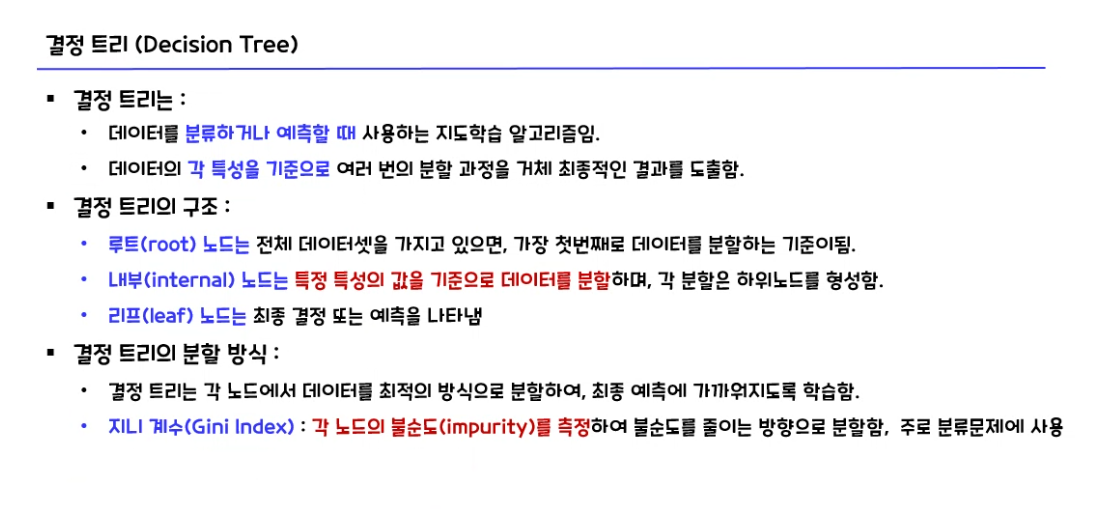 결정 트리 (Decision Tree)
▪ 결정 트리는 :
• 데이터를 분류하거나 예측할 때 사용하는 지도학습 알고리즘임.
• 데이터의 각 특성을 기준으로 여러 번의 분할 과정을 거체 최종적인 결과를 도출함.
▪ 결정 트리의 구조 :
• 루트(root) 노드는 전체 데이터셋을 가지고 있으면, 가장 첫번째로 데이터를 분할하는 기준이됨.
• 내부(internal) 노드는 특정 특성의 값을 기준으로 데이터를 분할하며, 각 분할은 하위노드를 형성함.
• 리프(leaf) 노드는 최종 결정 또는 예측을 나타냄
▪ 결정 트리의 분할 방식 :
• 결정 트리는 각 노드에서 데이터를 최적의 방식으로 분할하여, 최종 예측에 가까워지도록 학습함.
• 지니 계수(Gini Index) : 각 노드의 불순도(impurity)를 측정하여 불순도를 줄이는 방향으로 분할함, 주로 분류문제에 사용